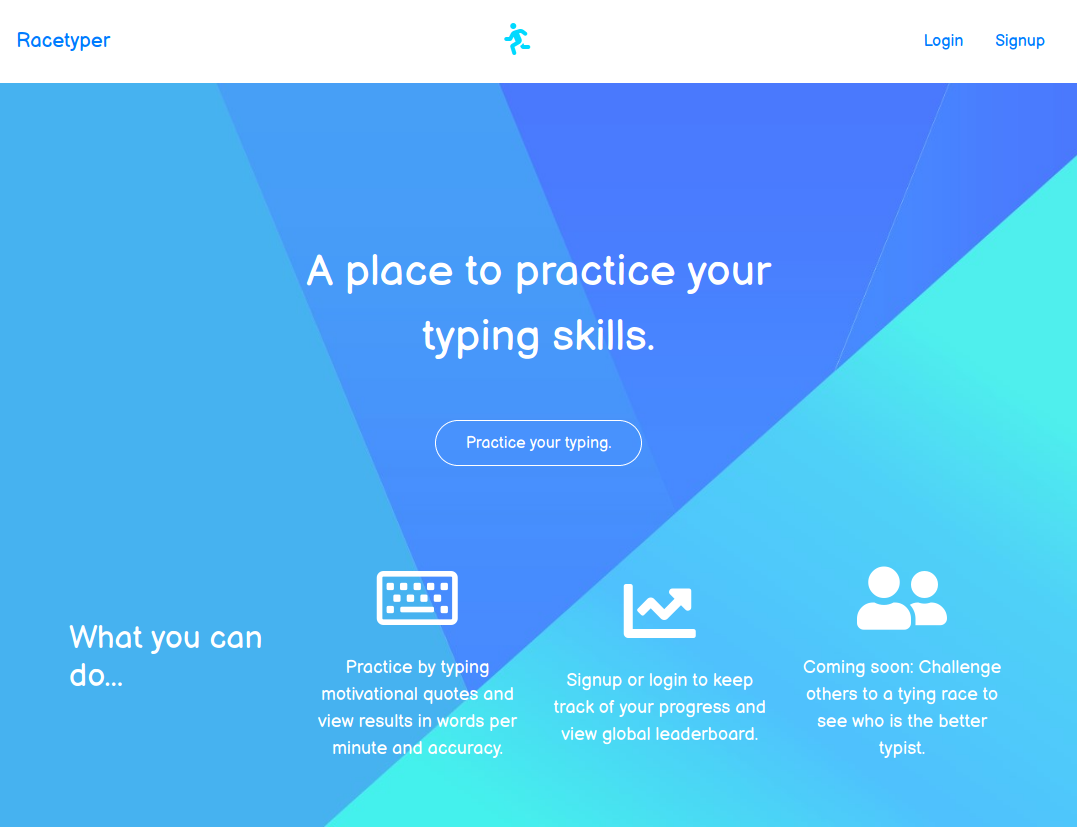 Racetyper
Login
Signup
A place to practice your
typing skills.
Practice your typing.
What you can
do...
Practice by typing
motivational quotes and
view results in words per
minute and accuracy.
Signup or login to keep
track of your progress and
view global leaderboard.
Coming soon: Challenge
others to a tying race to
see who is the better
typist.